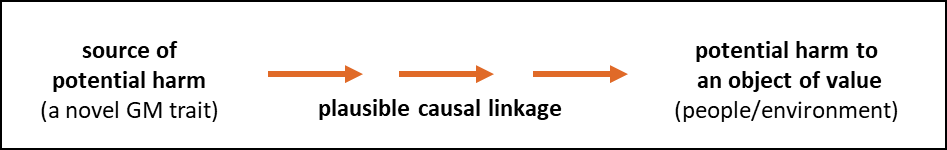 source of
potential harm
(a novel GM trait)
plausible causal linkage
potential harm to
an object of value
(people/environment)